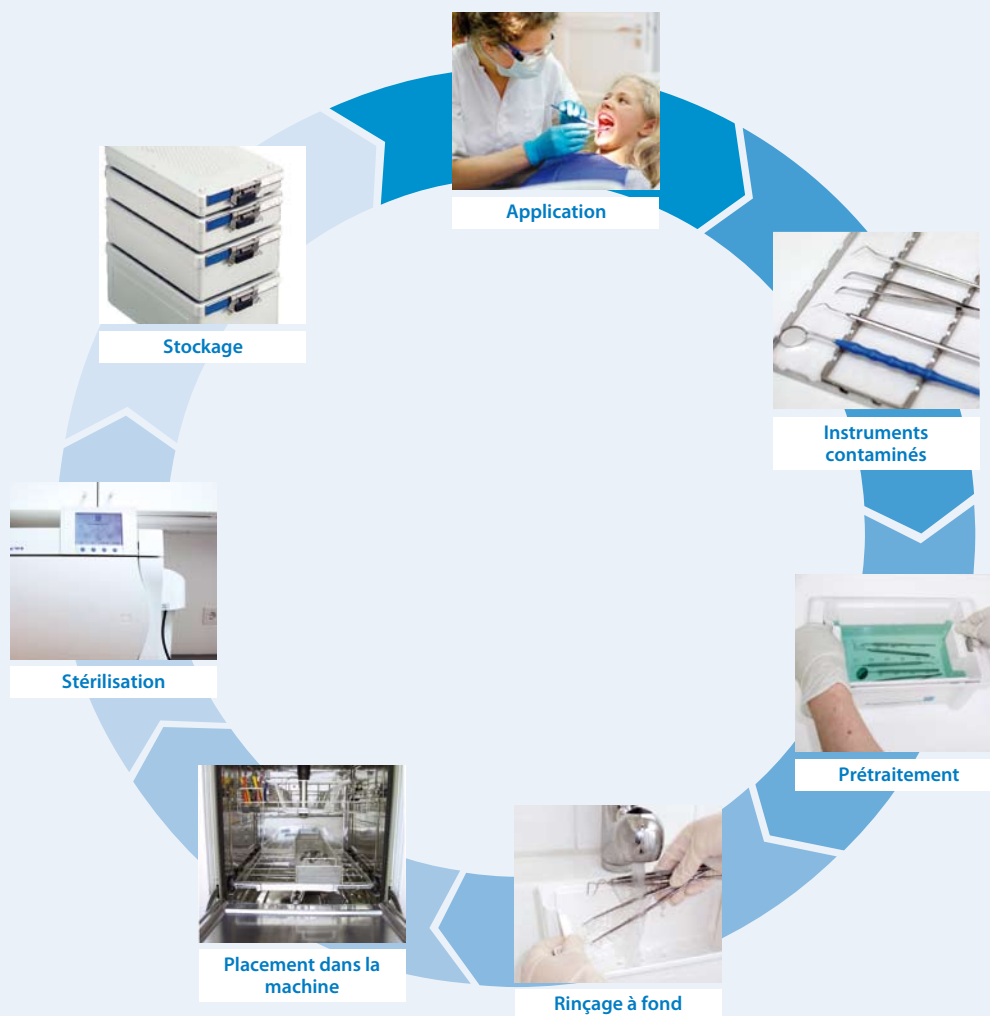 Application
Instruments
contaminés
Prétraitement
Rinçage à fond
Placement dans la
machine
Stérilisation
Stockage